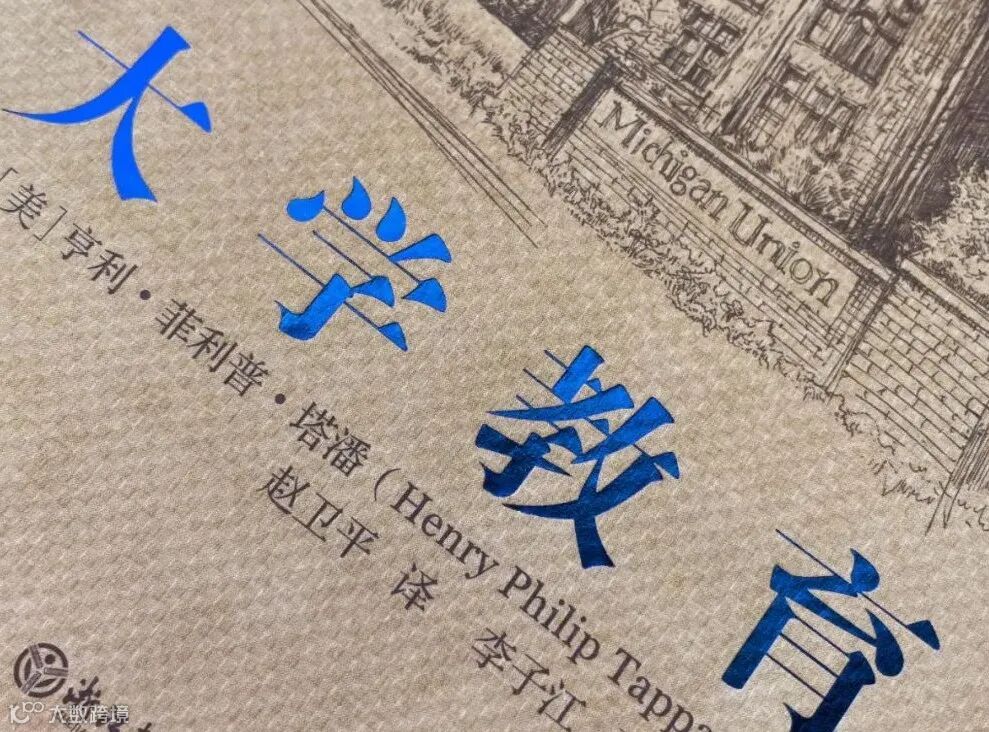 大学教育
Michigan Union
[美]亨利·菲利普·塔潘（Henry Philip Tappa
赵卫平 译 李子江
大数跨境